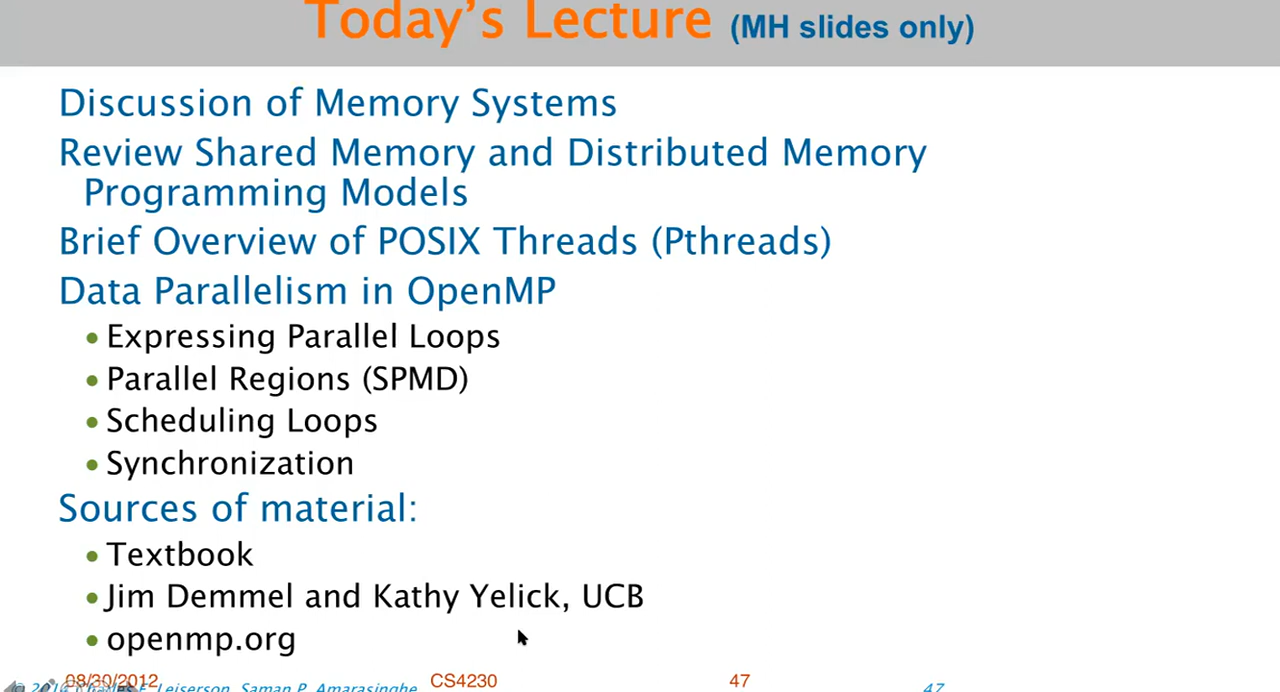 Today's Lecture (MH slides only)
Discussion of Memory Systems
Review Shared Memory and Distributed Memory
Programming Models
Brief Overview of POSIX Threads (Pthreads)
Data Parallelism in OpenMP
• Expressing Parallel Loops
• Parallel Regions (SPMD)
• Scheduling Loops
• Synchronization
Sources of material:
• Textbook
• Jim Demmel and Kathy Yelick, UCB
• openmp.org
08/30/2012 CS4230 47
Leiserson, Saman P. Amarasinghe 47